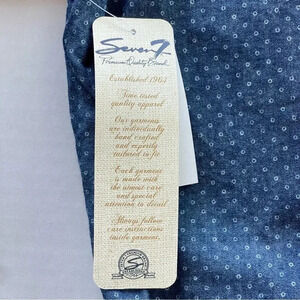 Seven7
Premium Quality Brand
Established 1964
Time tested
quality apparel
Our garments
are individually
hand crafted
and expertly
tailored to fit
Each garment
is made with
the utmost care
and special
attention to detail
Always follow
care instructions
inside garment.